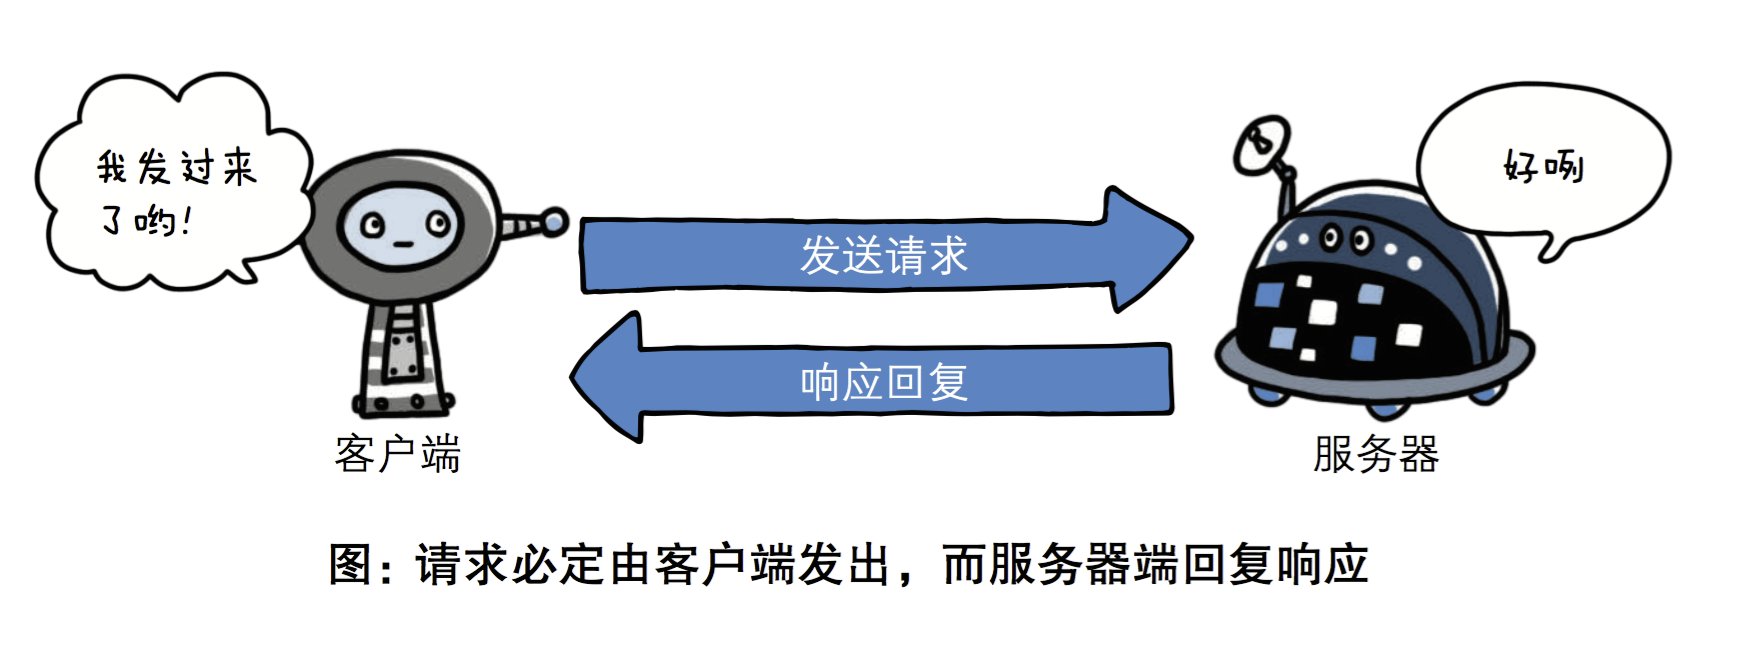 我发过来
了哟！
好咧
发送请求
响应回复
客户端
服务器
图：请求必定由客户端发出，而服务器端回复响应